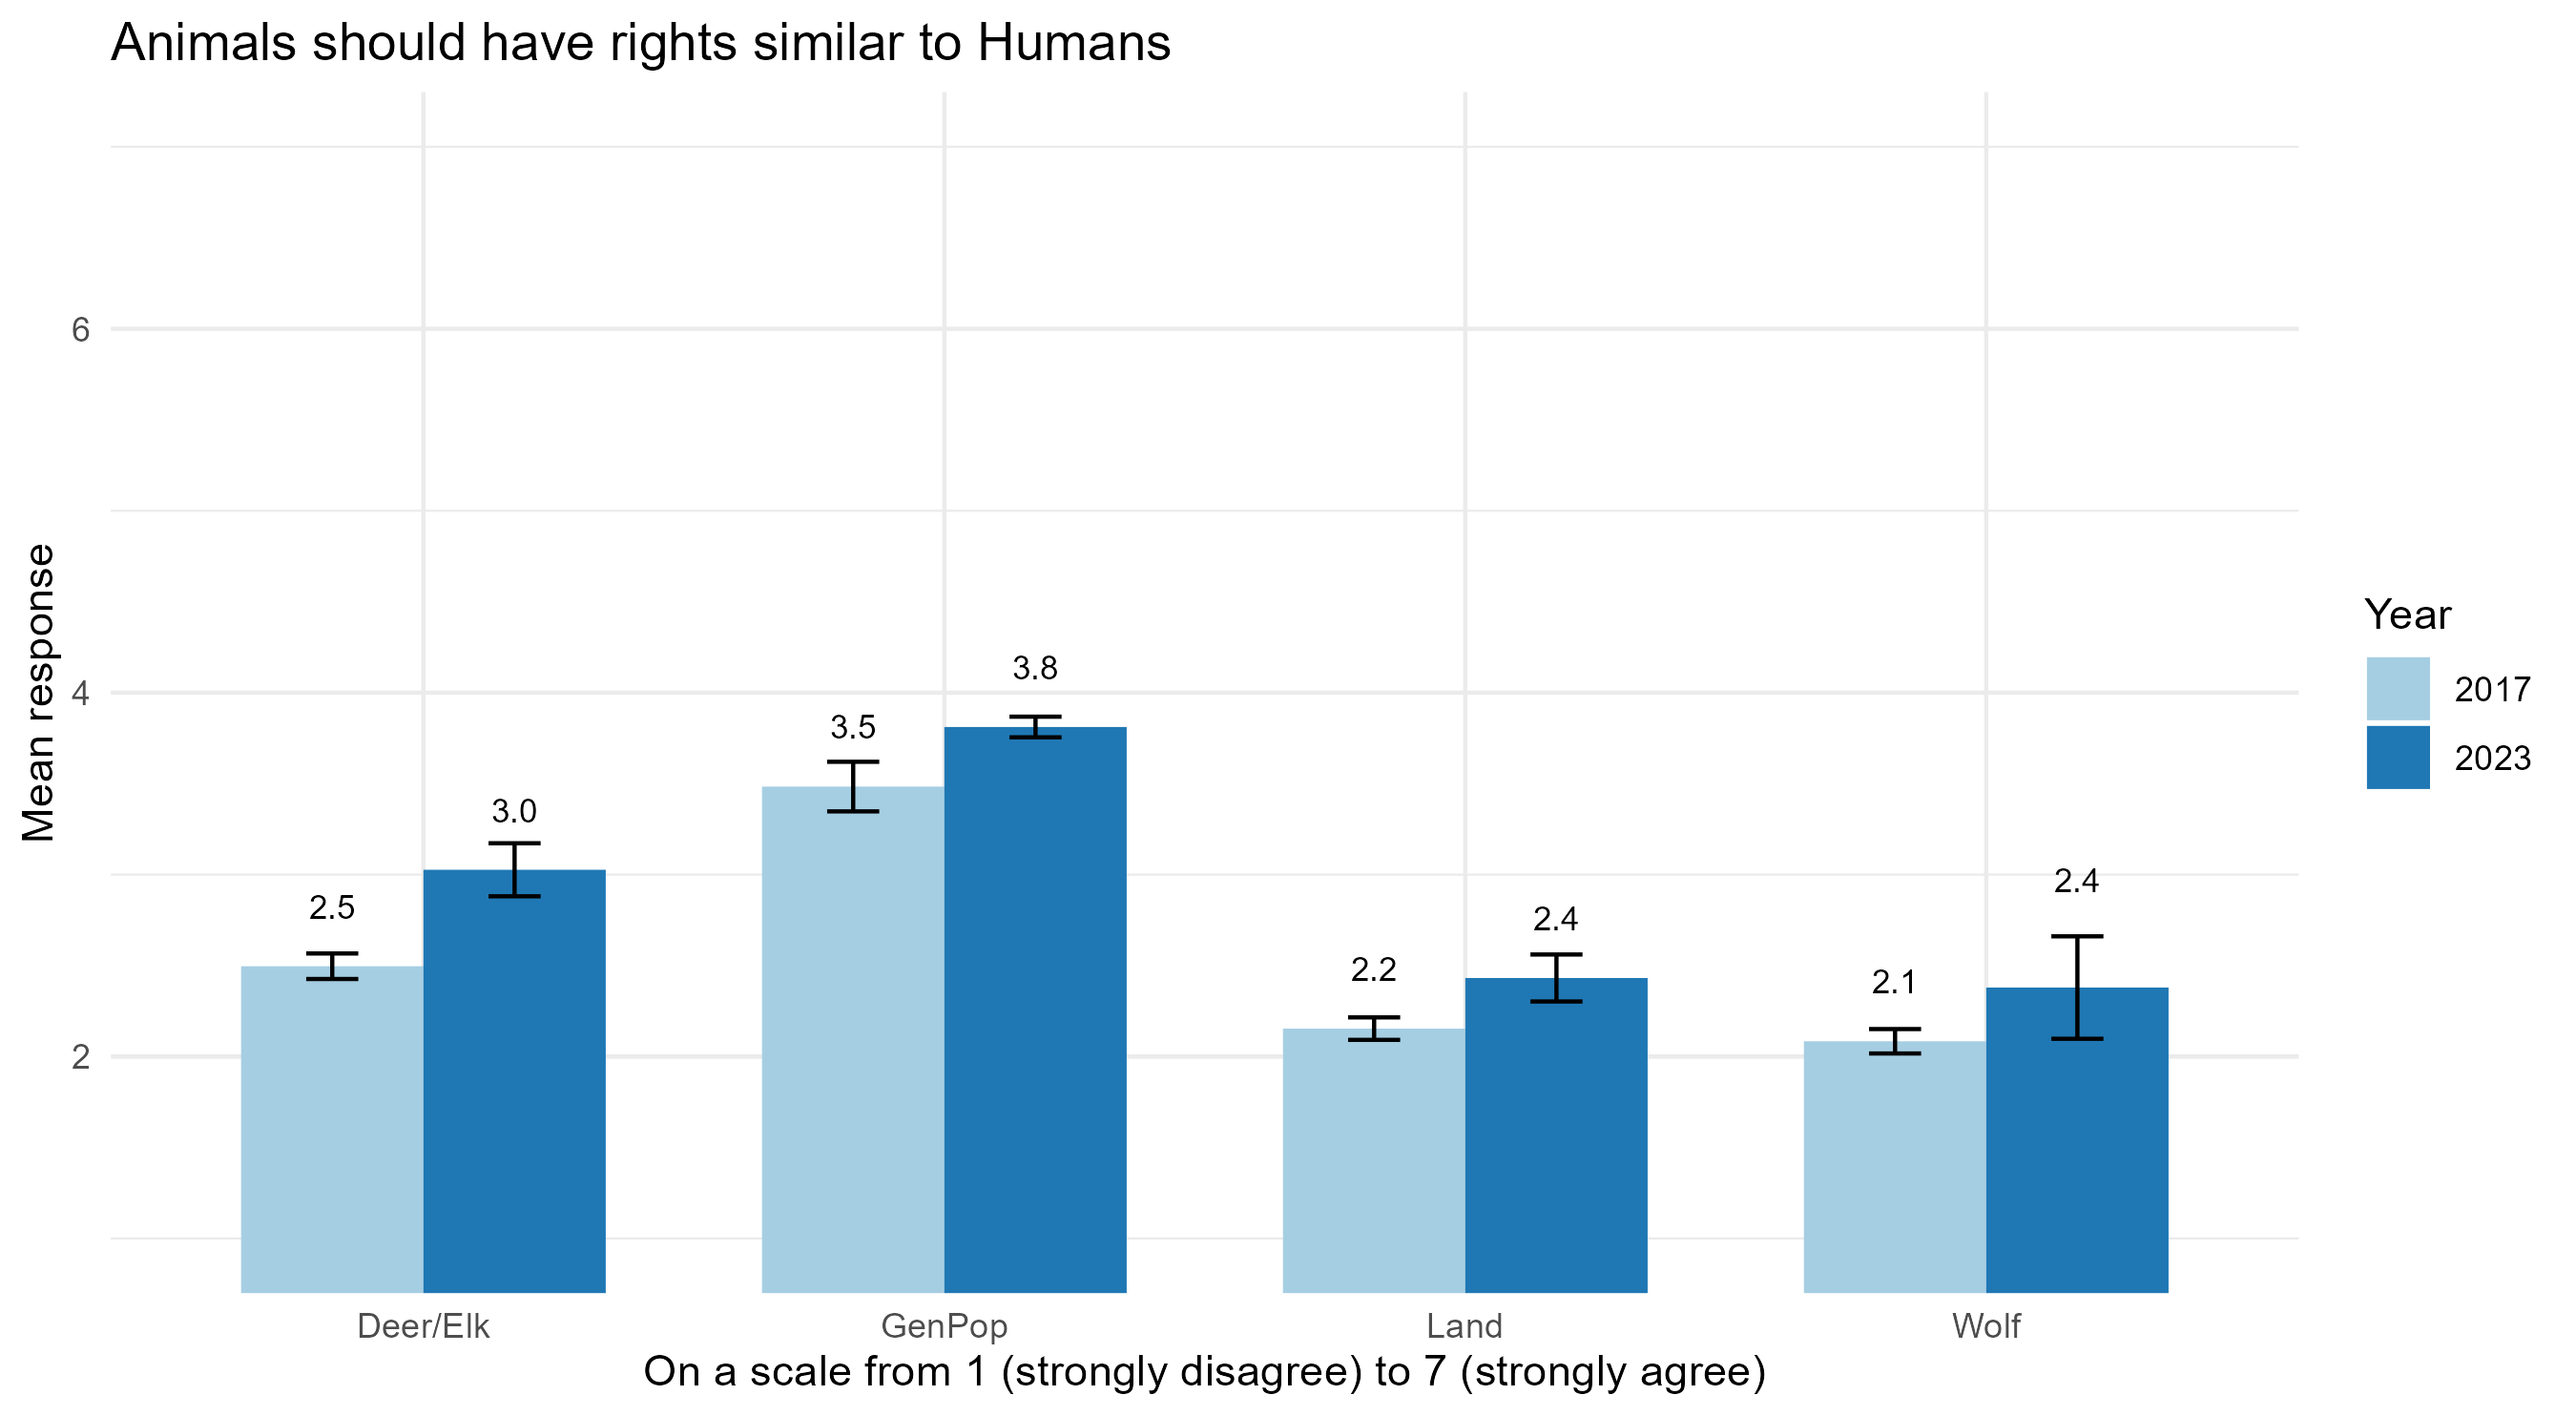 Animals should have rights similar to Humans
Mean response
6
4
2
2.5
3.0
3.5
3.8
2.2
2.4
2.1
2.4
Deer/Elk
GenPop
Land
Wolf
On a scale from 1 (strongly disagree) to 7 (strongly agree)
Year
2017
2023